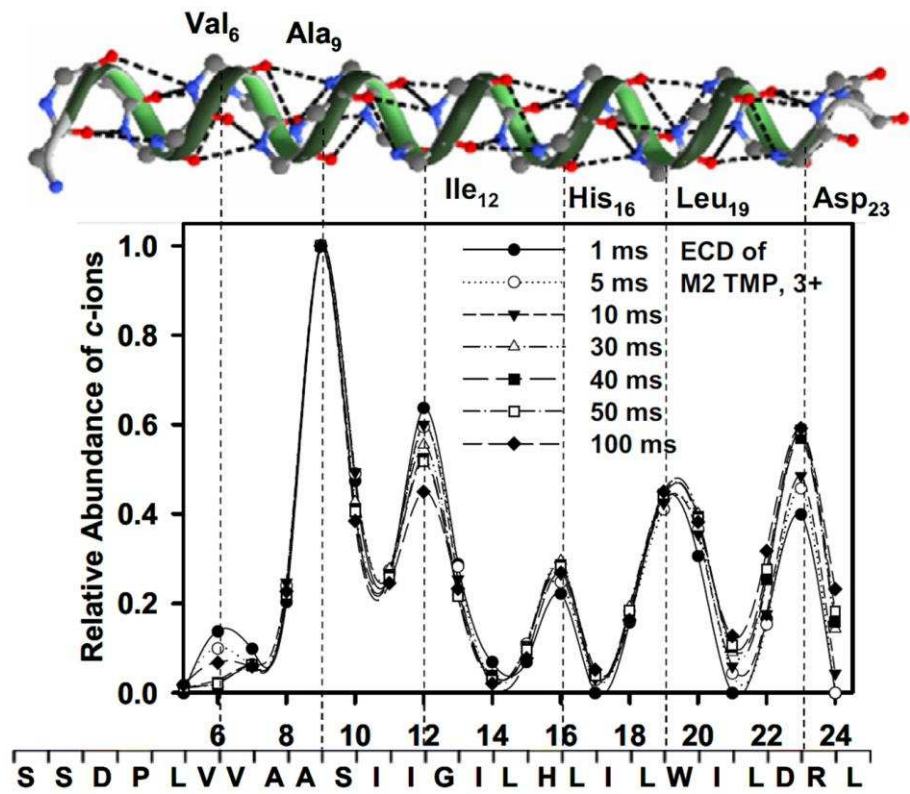 Val₆
Ala₉
Ile₁₂
His₁₆
Leu₁₉
Asp₂₃
1.0
0.8
0.6
0.4
0.2
0.0
Relative Abundance of c-ions
1 ms
5 ms
10 ms
30 ms
40 ms
50 ms
100 ms
ECD of
M2 TMP, 3+
6 8 10 12 14 16 18 20 22 24
S S D P L V V A A S I I G I L H L I L W I L D R L